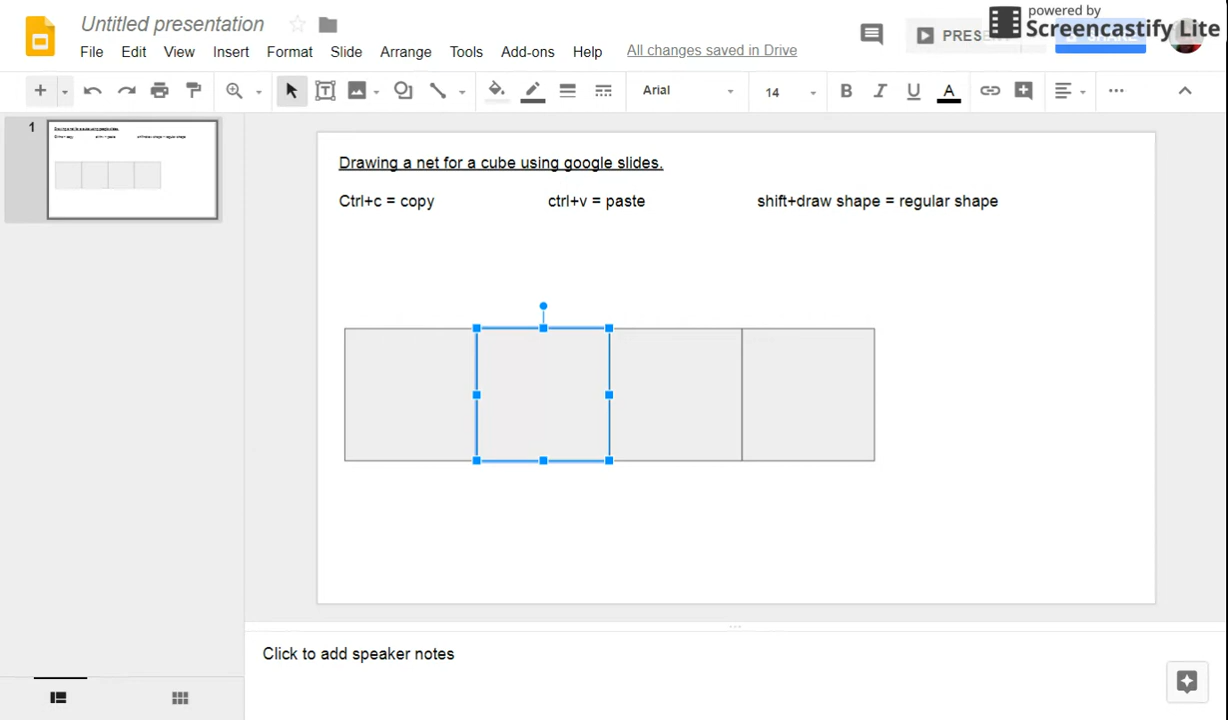 Untitled presentation
powered by
Screencastify Lite
File Edit View Insert Format Slide Arrange Tools Add-ons Help All changes saved in Drive
Arial 14 B I U A
1
Drawing a net for a cube using google slides.
Ctrl+c = copy ctrl+v = paste shift+draw shape = regular shape
Click to add speaker notes